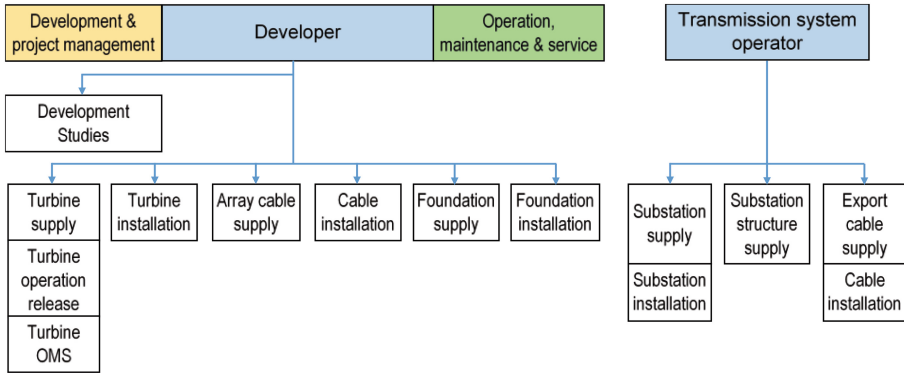 Development &
project management
Developer
Operation,
maintenance & service
Transmission system
operator
Development
Studies
Turbine
supply
Turbine
operation
release
Turbine
OMS
Turbine
installation
Array cable
supply
Cable
installation
Foundation
supply
Foundation
installation
Substation
supply
Substation
installation
Substation
structure
supply
Export
cable
supply
Cable
installation